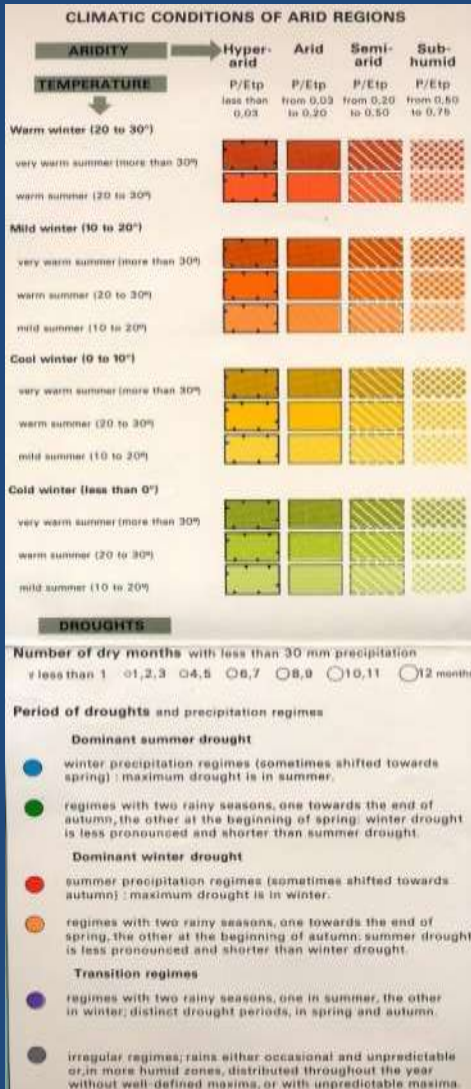 CLIMATIC CONDITIONS OF ARID REGIONS
ARIDITY
Hyper-arid Arid Semi-arid Sub-humid
TEMPERATURE
P/Etp less than 0,03 P/Etp from 0,03 to 0,20 P/Etp from 0,20 to 0,50 P/Etp from 0,50 to 0,75
Warm winter (20 to 30°)
very warm summer (more than 30°)
warm summer (20 to 30°)
Mild winter (10 to 20°)
very warm summer (more than 30°)
warm summer (20 to 30°)
mild summer (10 to 20°)
Cool winter (0 to 10°)
very warm summer (more than 30°)
warm summer (20 to 30°)
mild summer (10 to 20°)
Cold winter (less than 0°)
very warm summer (more than 30°)
warm summer (20 to 30°)
mild summer (10 to 20°)
DROUGHTS
Number of dry months with less than 30 mm precipitation
less than 1 1,2,3 4,5 6,7 8,9 10,11 12 months
Period of droughts and precipitation regimes
Dominant summer drought
winter precipitation regimes (sometimes shifted towards
spring) : maximum drought is in summer.
regimes with two rainy seasons, one towards the end of
autumn, the other at the beginning of spring: winter drought
is less pronounced and shorter than summer drought.
Dominant winter drought
summer precipitation regimes (sometimes shifted towards
autumn) : maximum drought is in winter.
regimes with two rainy seasons, one towards the end of
spring, the other at the beginning of autumn: summer drought
is less pronounced and shorter than winter drought.
Transition regimes
regimes with two rainy seasons, one in summer, the other
in winter; distinct drought periods, in spring and autumn.
irregular regimes; rains either occasional and unpredictable
or, in more humid zones, distributed throughout the year
without well-defined maxima, or with unpredictable maxima.